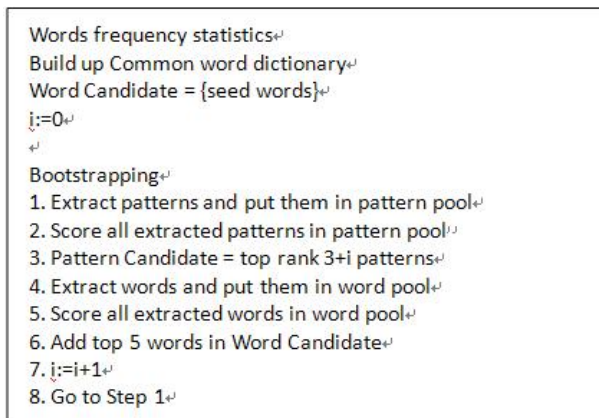 Words frequency statistics↵
Build up Common word dictionary↵
Word Candidate = {seed words}↵
i:=0↵
↵
Bootstrapping↵
1. Extract patterns and put them in pattern pool↵
2. Score all extracted patterns in pattern pool↵
3. Pattern Candidate = top rank 3+i patterns↵
4. Extract words and put them in word pool↵
5. Score all extracted words in word pool↵
6. Add top 5 words in Word Candidate↵
7. i:=i+1↵
8. Go to Step 1↵